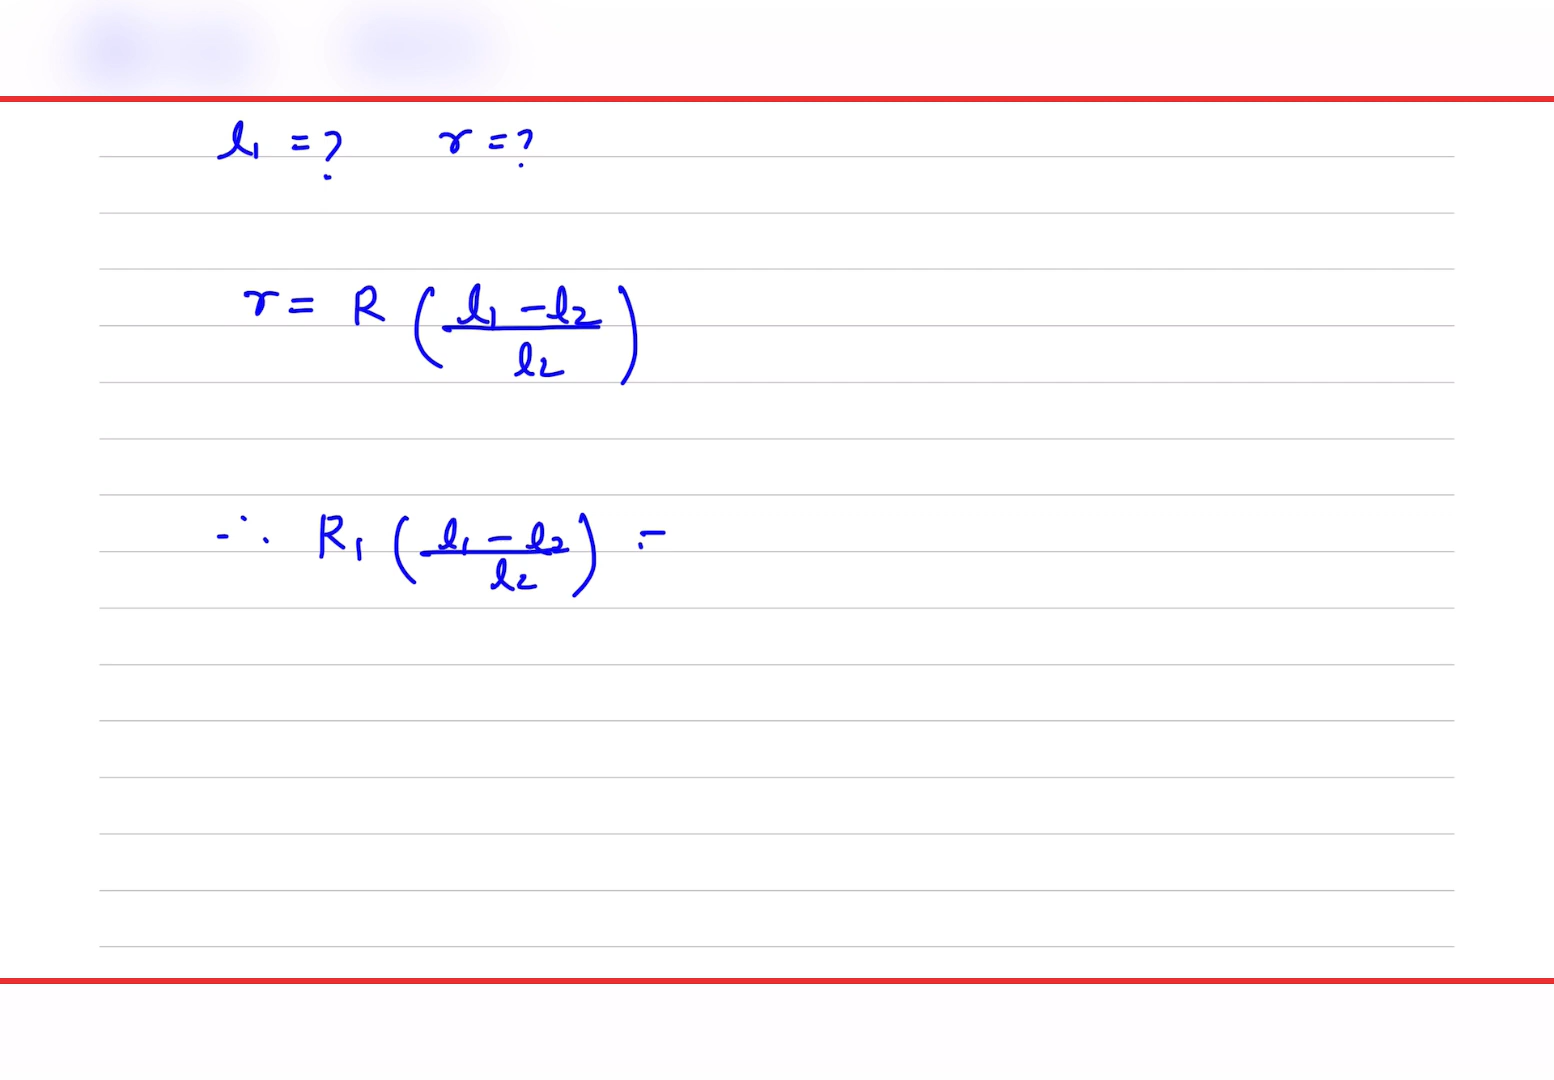 l₁ = ? r = ?
r = R ( (l₁ - l₂) / l₂ )
∴ R₁ ( (l₁ - l₂) / l₂ ) =